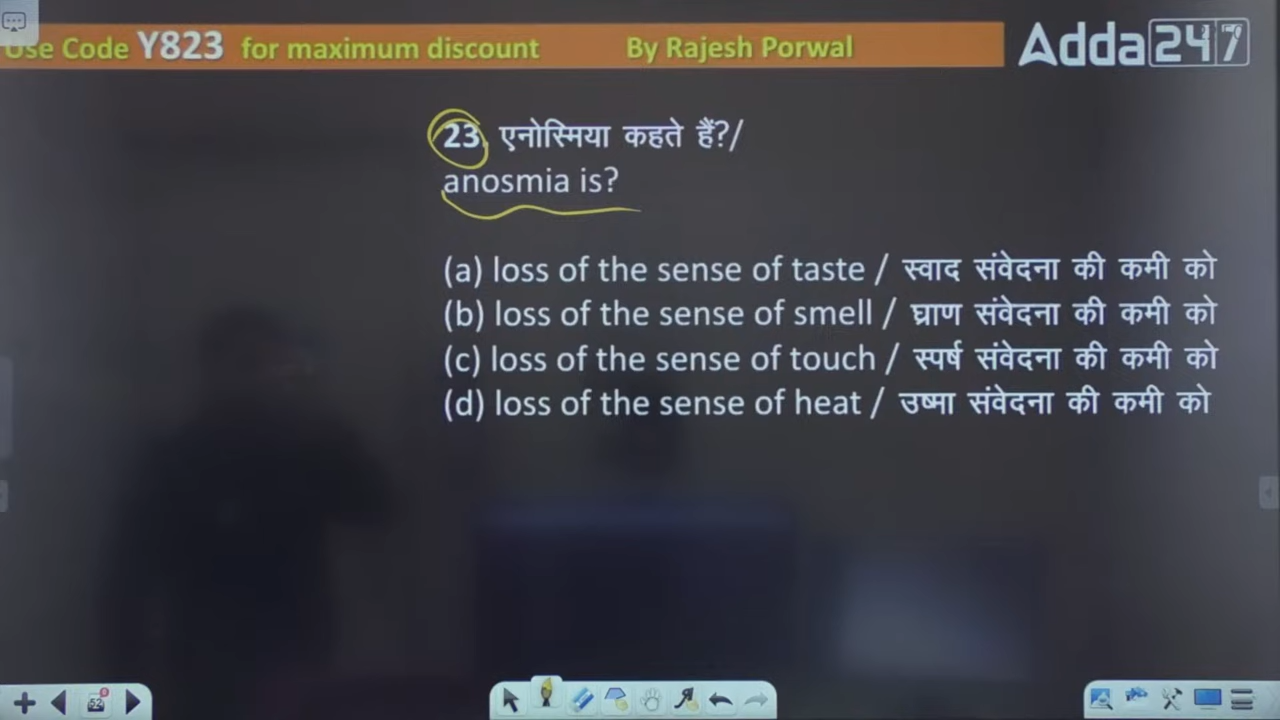 Use Code Y823 for maximum discount By Rajesh Porwal Adda247
23. एनोस्मिया कहते हैं?/
anosmia is?
(a) loss of the sense of taste / स्वाद संवेदना की कमी को
(b) loss of the sense of smell / घ्राण संवेदना की कमी को
(c) loss of the sense of touch / स्पर्ष संवेदना की कमी को
(d) loss of the sense of heat / उष्मा संवेदना की कमी को